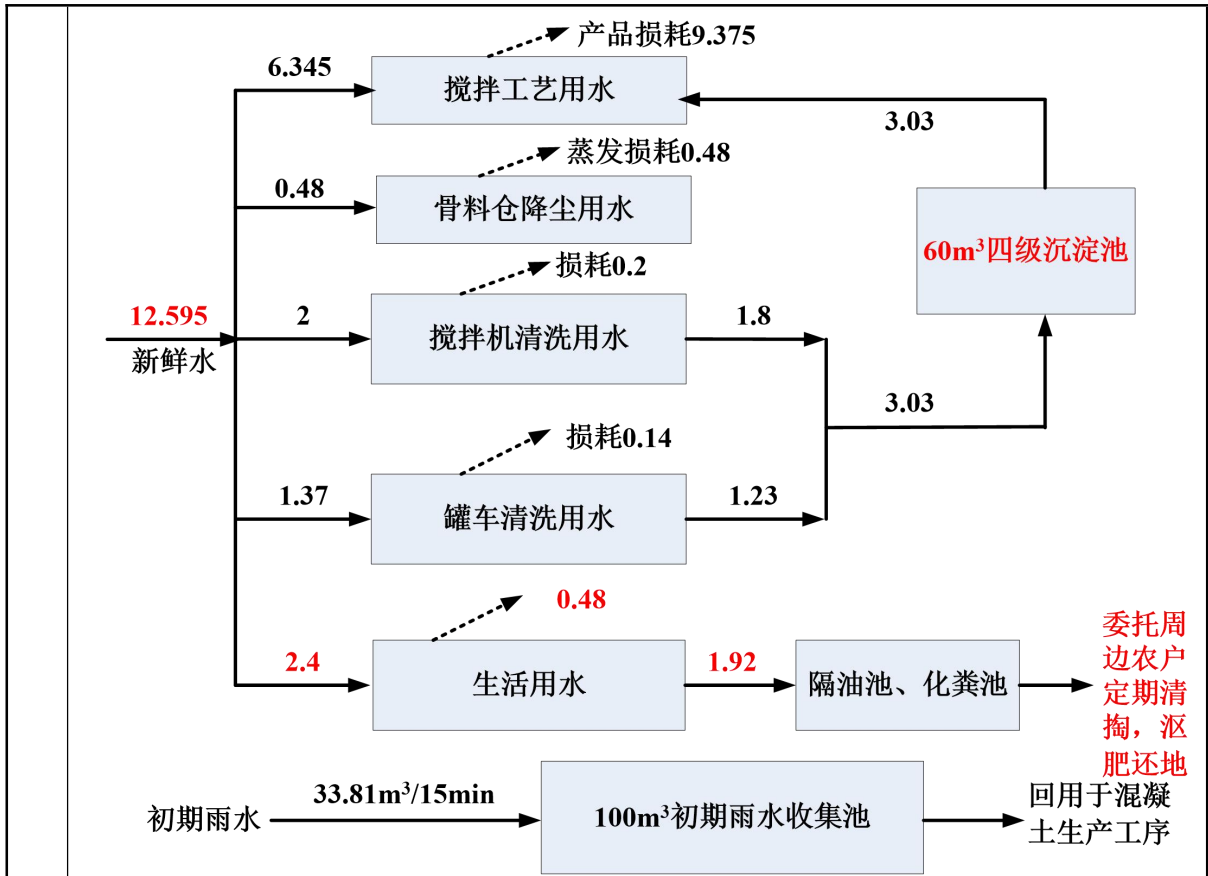 产品损耗9.375
6.345
搅拌工艺用水
3.03
蒸发损耗0.48
0.48
骨料仓降尘用水
60m³四级沉淀池
损耗0.2
12.595
新鲜水
2
搅拌机清洗用水
1.8
3.03
损耗0.14
1.37
罐车清洗用水
1.23
0.48
2.4
生活用水
1.92
隔油池、化粪池
委托周
边农户
定期清
掏，沤
肥还地
初期雨水
33.81m³/15min
100m³初期雨水收集池
回用于混凝
土生产工序